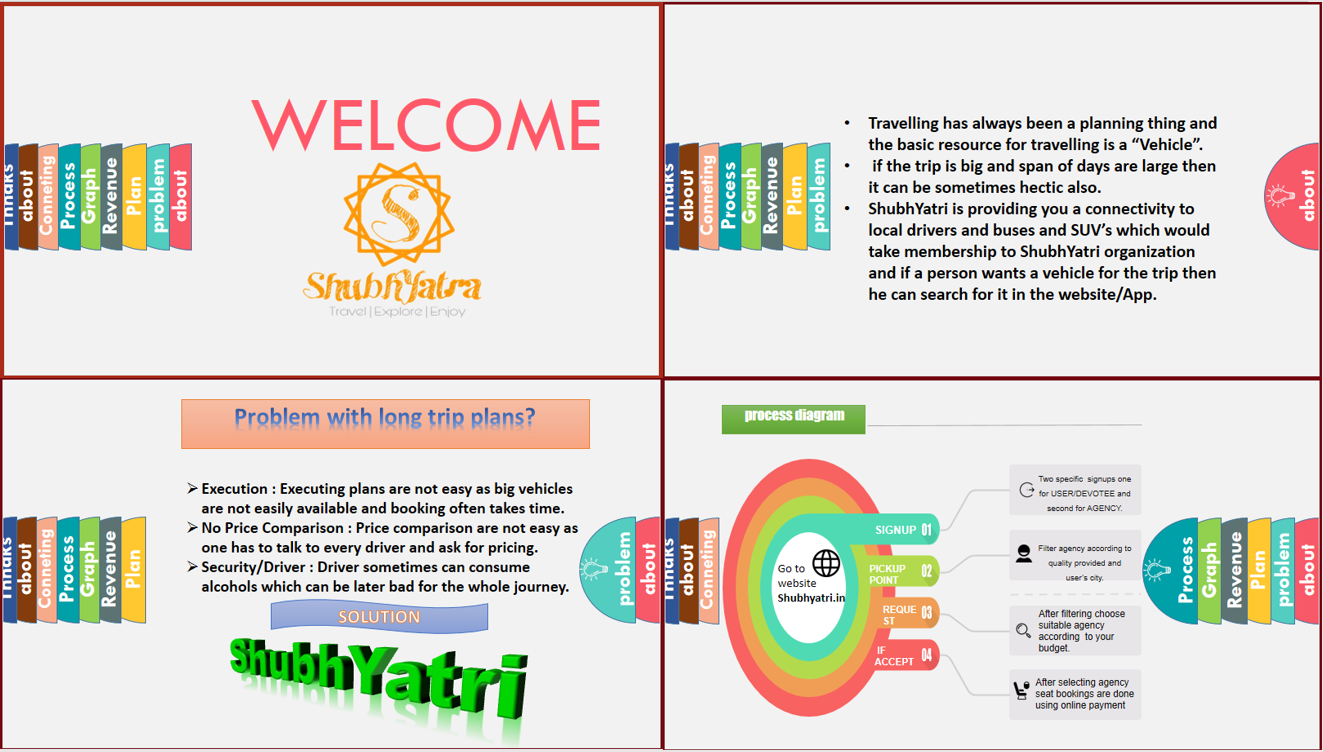 WELCOME
ShubhYatra
Travel|Explore|Enjoy
about
Conneting
Process
Graph
Revenue
Plan
problem
about
• Travelling has always been a planning thing and
the basic resource for travelling is a “Vehicle”.
• if the trip is big and span of days are large then
it can be sometimes hectic also.
• ShubhYatri is providing you a connectivity to
local drivers and buses and SUV’s which would
take membership to ShubhYatri organization
and if a person wants a vehicle for the trip then
he can search for it in the website/App.
about
Conneting
Process
Graph
Revenue
Plan
problem
about
Problem with long trip plans?
➢ Execution : Executing plans are not easy as big vehicles
are not easily available and booking often takes time.
➢ No Price Comparison : Price comparison are not easy as
one has to talk to every driver and ask for pricing.
➢ Security/Driver : Driver sometimes can consume
alcohols which can be later bad for the whole journey.
SOLUTION
ShubhYatri
about
Conneting
Process
Graph
Revenue
Plan
problem
about
process diagram
Go to
website
Shubhyatri.in
SIGNUP 01
PICKUP
POINT 02
REQUE
ST 03
IF
ACCEPT 04
Two specific signups one
for USER/DEVOTEE and
second for AGENCY.
Filter agency according to
quality provided and
user’s city.
After filtering choose
suitable agency
according to your
budget.
After selecting agency
seat bookings are done
using online payment
about
Conneting
Process
Graph
Revenue
Plan
problem
about